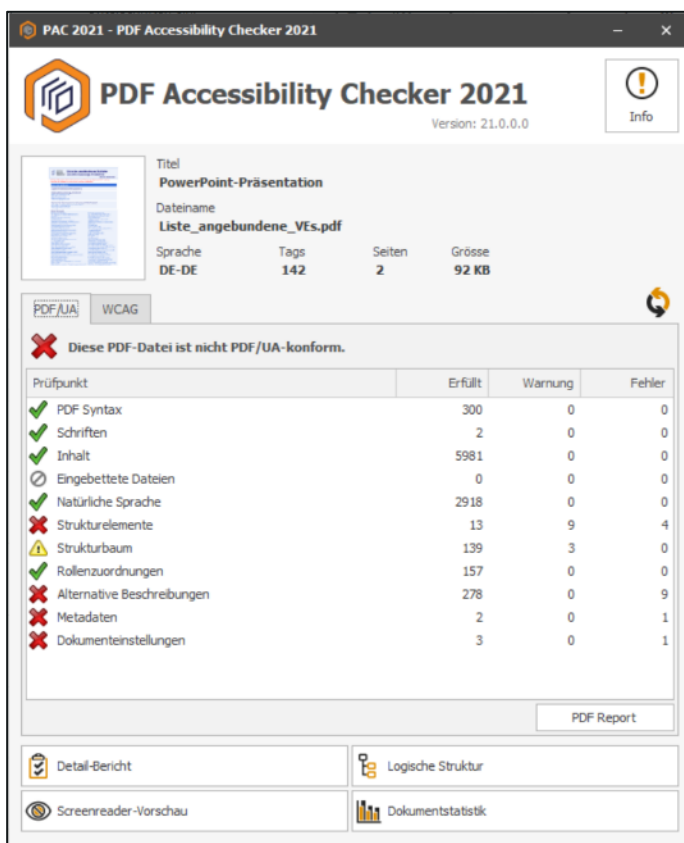 PAC 2021 - PDF Accessibility Checker 2021
PDF Accessibility Checker 2021
Version: 21.0.0.0
Info
Titel
PowerPoint-Präsentation
Dateiname
Liste_angebundene_VEs.pdf
Sprache Tags Seiten Grösse
DE-DE 142 2 92 KB
PDF/UA WCAG
Diese PDF-Datei ist nicht PDF/UA-konform.
Prüfpunkt Erfüllt Warnung Fehler
PDF Syntax 300 0 0
Schriften 2 0 0
Inhalt 5981 0 0
Eingebettete Dateien 0 0 0
Natürliche Sprache 2918 0 0
Strukturelemente 13 9 4
Strukturbaum 139 3 0
Rollenzuordnungen 157 0 0
Alternative Beschreibungen 278 0 9
Metadaten 2 0 1
Dokumenteinstellungen 3 0 1
PDF Report
Detail-Bericht Logische Struktur
Screenreader-Vorschau Dokumentstatistik